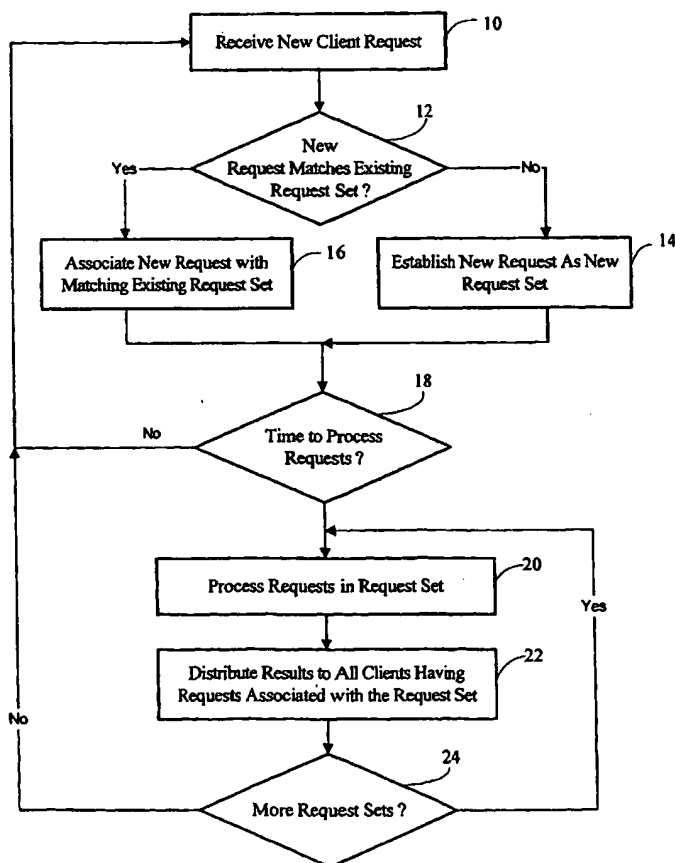 Receive New Client Request
10
12
New
Request Matches Existing
Request Set ?
Yes
No
Associate New Request with
Matching Existing Request Set
16
Establish New Request As New
Request Set
14
18
Time to Process
Requests ?
No
Process Requests in Request Set
20
Yes
Distribute Results to All Clients Having
Requests Associated with the Request Set
22
No
24
More Request Sets ?